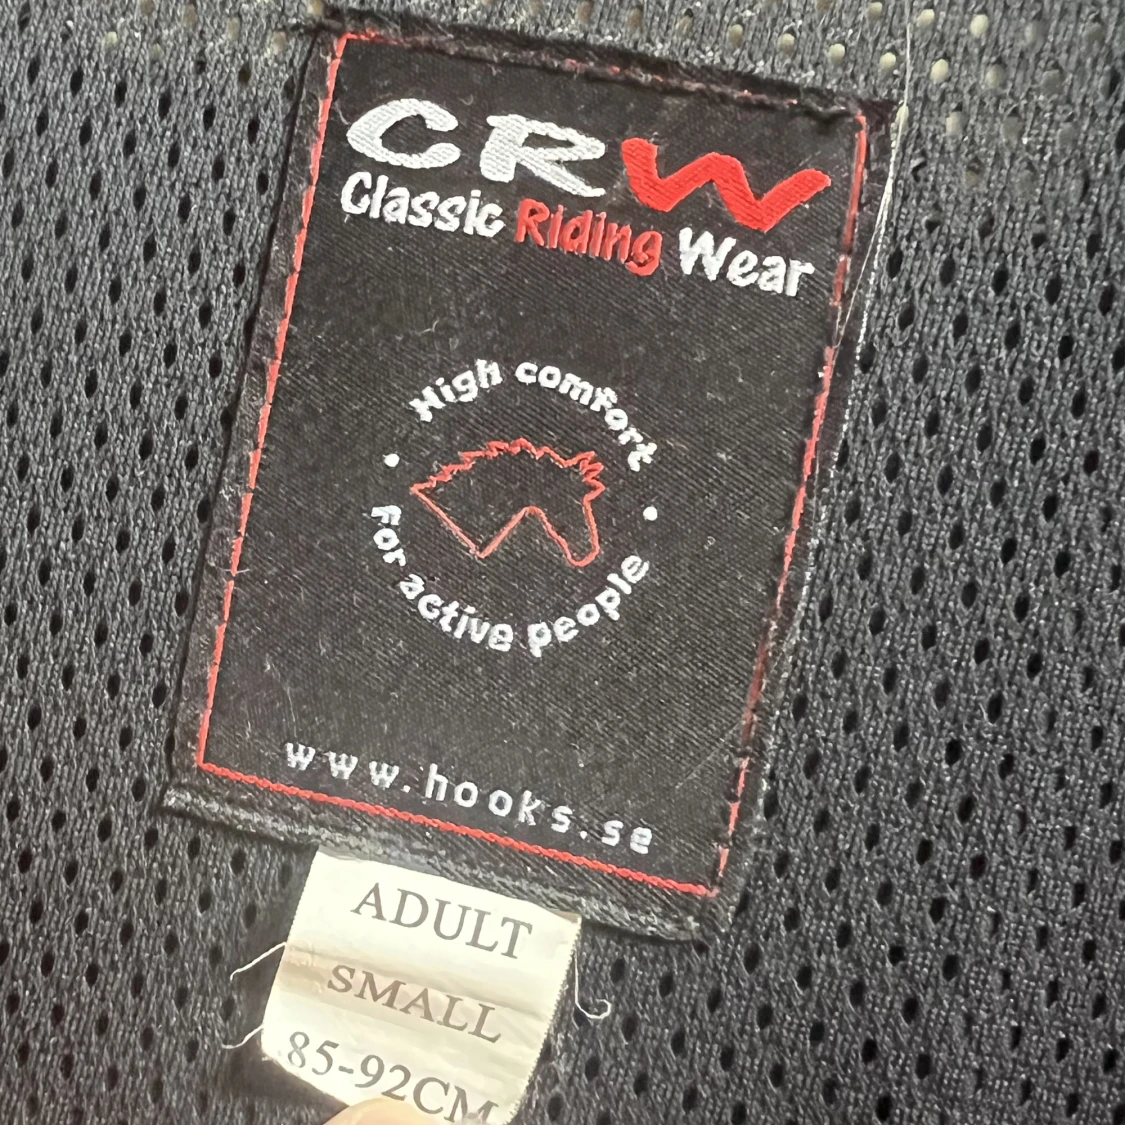 CRW
Classic Riding Wear
High comfort
For active people
www.hooks.se
ADULT
SMALL
85-92CM